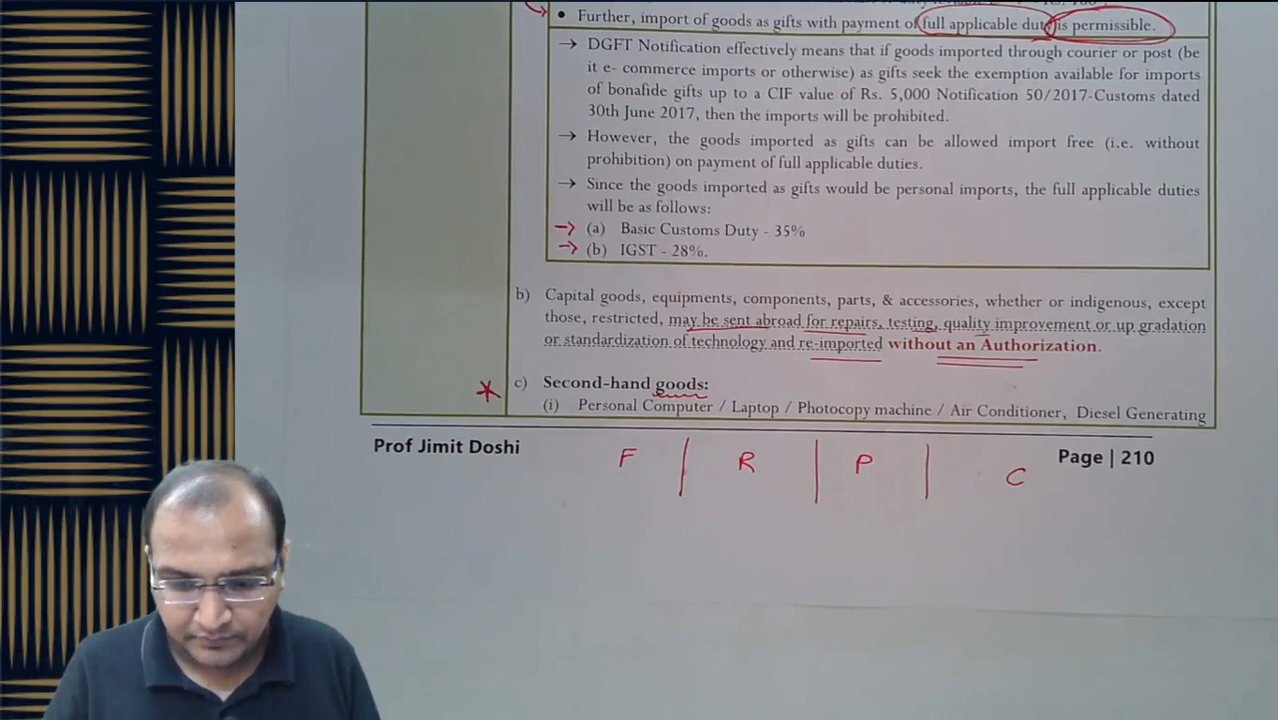 • Further, import of goods as gifts with payment of full applicable duty is permissible.
→ DGFT Notification effectively means that if goods imported through courier or post (be
it e- commerce imports or otherwise) as gifts seek the exemption available for imports
of bonafide gifts up to a CIF value of Rs. 5,000 Notification 50/2017-Customs dated
30th June 2017, then the imports will be prohibited.
→ However, the goods imported as gifts can be allowed import free (i.e. without
prohibition) on payment of full applicable duties.
→ Since the goods imported as gifts would be personal imports, the full applicable duties
will be as follows:
(a) Basic Customs Duty - 35%
(b) IGST - 28%.
b) Capital goods, equipments, components, parts, & accessories, whether or indigenous, except
those, restricted, may be sent abroad for repairs, testing, quality improvement or up gradation
or standardization of technology and re-imported without an Authorization.
c) Second-hand goods:
(i) Personal Computer / Laptop / Photocopy machine / Air Conditioner, Diesel Generating
Prof Jimit Doshi
Page | 210
F | R | P | C